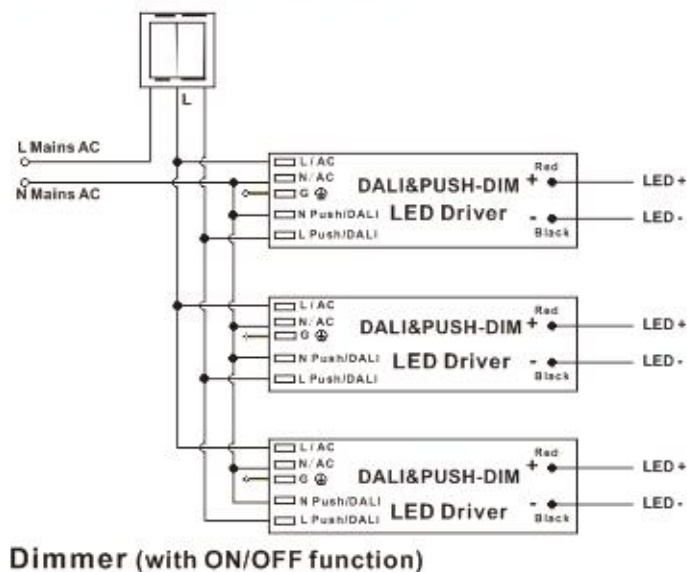 L
L Mains AC
N Mains AC
L / AC
N/ AC
G
N Push/DALI
L Push/DALI
DALI&PUSH-DIM
LED Driver
Red
+
-
Black
LED+
LED-
L / AC
N/ AC
G
N Push/DALI
L Push/DALI
DALI&PUSH-DIM
LED Driver
Red
+
-
Black
LED+
LED-
L/ AC
N/ AC
G
N Push/DALI
L Push/DALI
DALI&PUSH-DIM
LED Driver
Red
+
-
Black
LED+
LED-
Dimmer (with ON/OFF function)